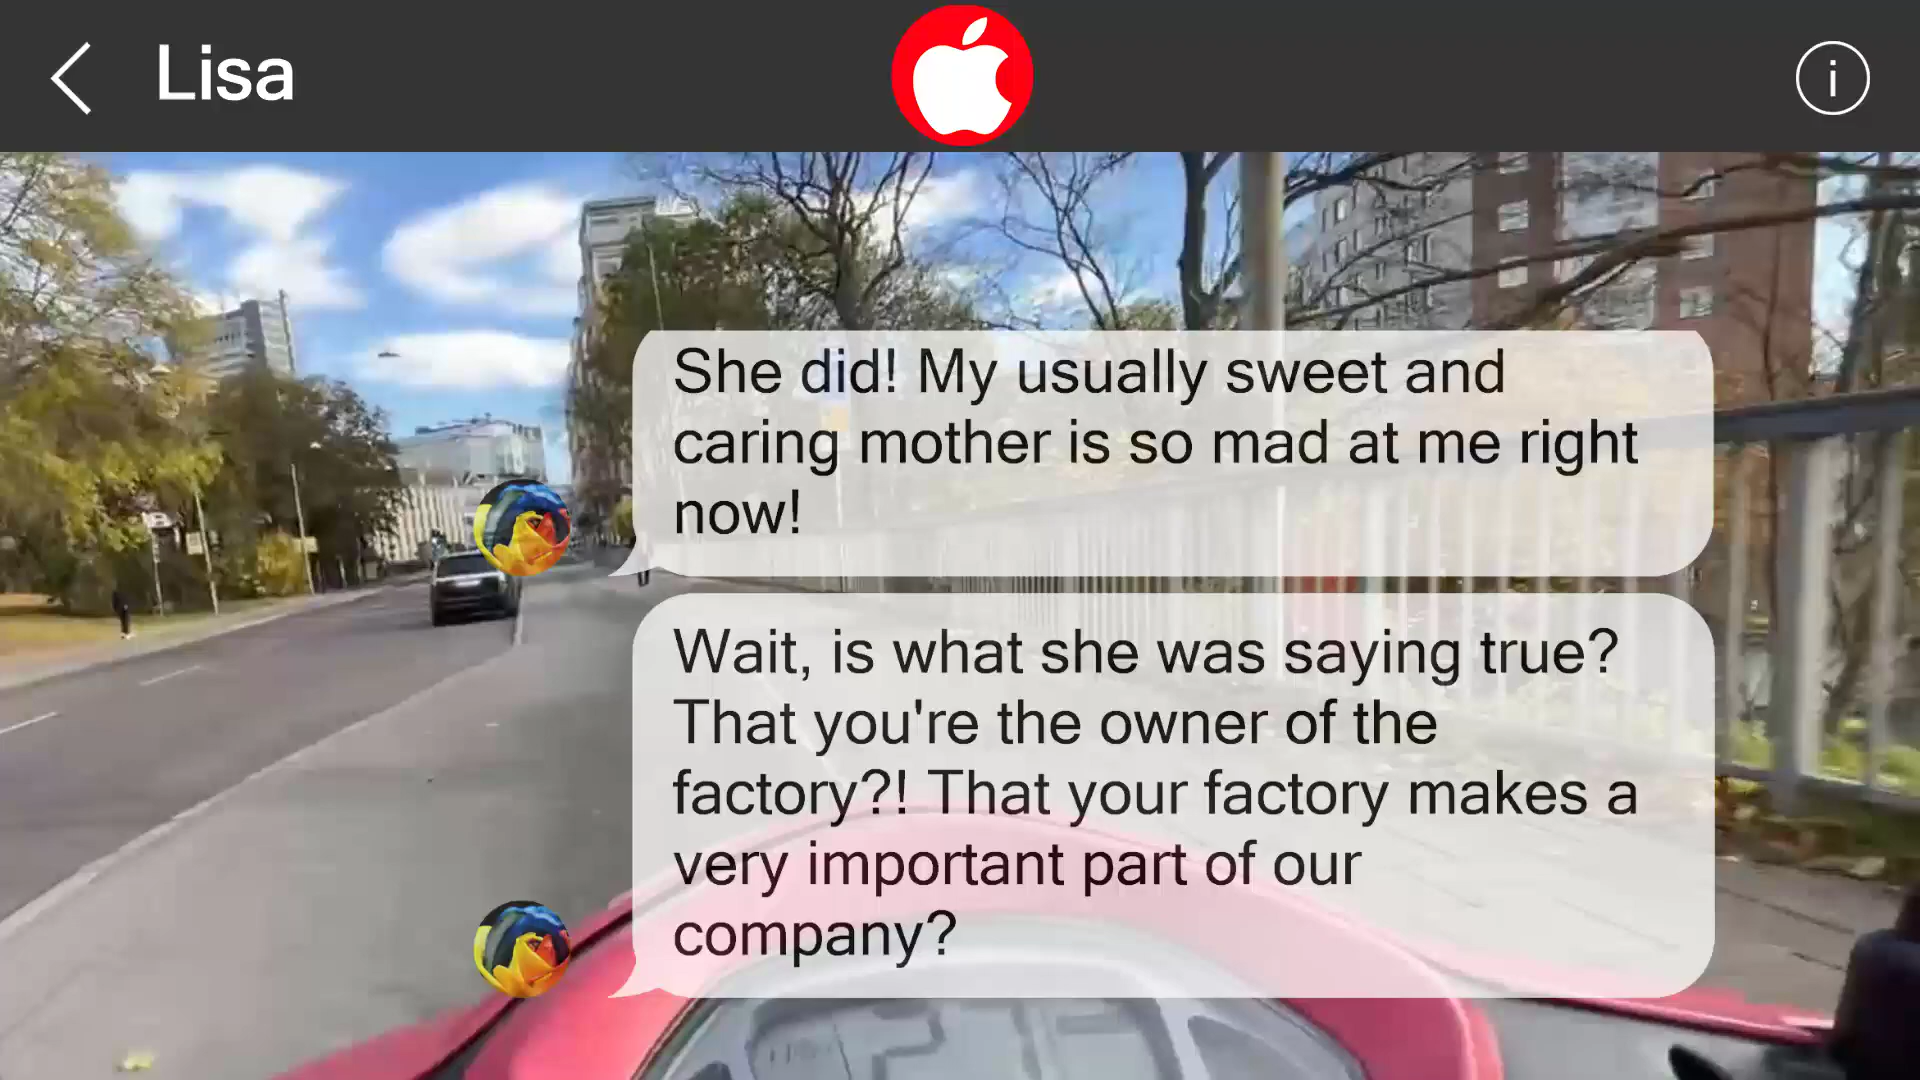 Lisa
i
She did! My usually sweet and
caring mother is so mad at me right
now!
Wait, is what she was saying true?
That you're the owner of the
factory?! That your factory makes a
very important part of our
company?